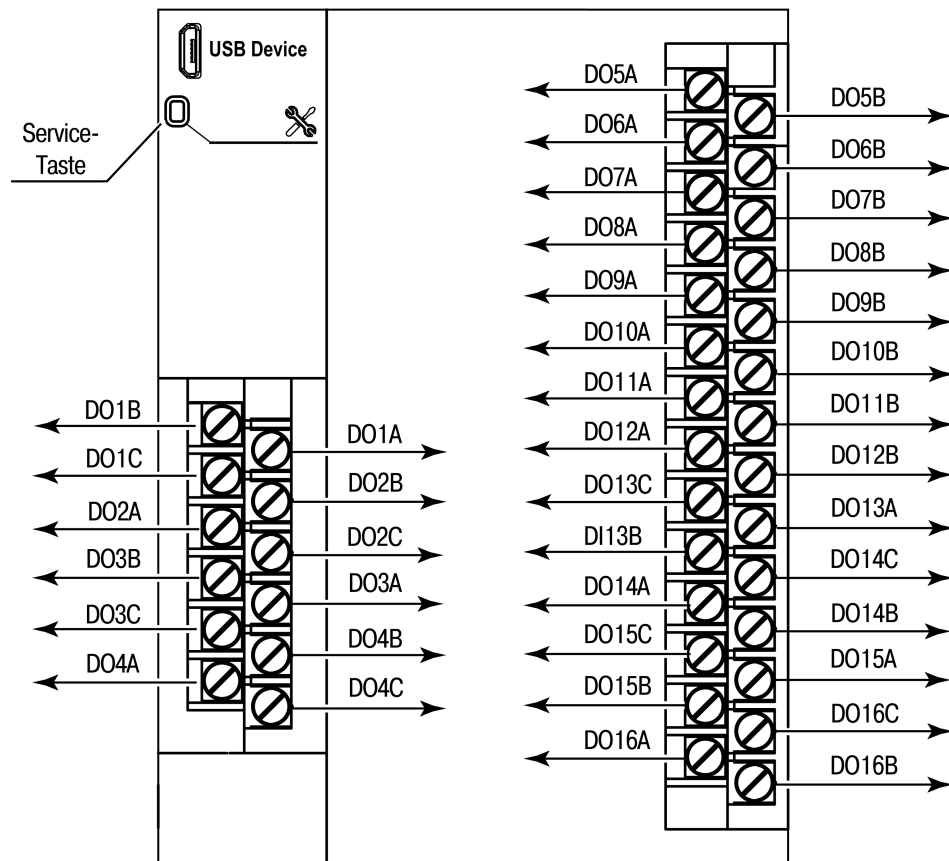 USB Device
Service-
Taste
DO5A
DO5B
DO6A
DO6B
DO7A
DO7B
DO8A
DO8B
DO9A
DO9B
DO10A
DO10B
DO11A
DO11B
DO12A
DO12B
DO13C
DO13A
DI13B
DO14C
DO14A
DO14B
DO15C
DO15A
DO15B
DO16C
DO16A
DO16B
DO1B
DO1A
DO1C
DO2B
DO2A
DO2C
DO3B
DO3A
DO3C
DO4B
DO4A
DO4C